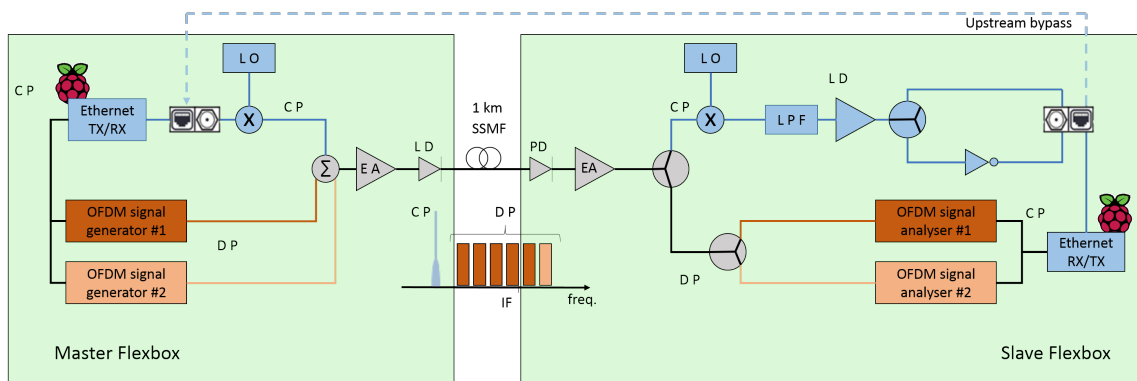 Upstream bypass
C P
L O
Ethernet
TX/RX
X
C P
Σ
E A
L D
1 km
SSMF
PD
EA
C P
L O
X
L P F
L D
OFDM signal
generator #1
D P
OFDM signal
generator #2
C P
D P
IF
freq.
D P
OFDM signal
analyser #1
OFDM signal
analyser #2
C P
Ethernet
RX/TX
Master Flexbox
Slave Flexbox